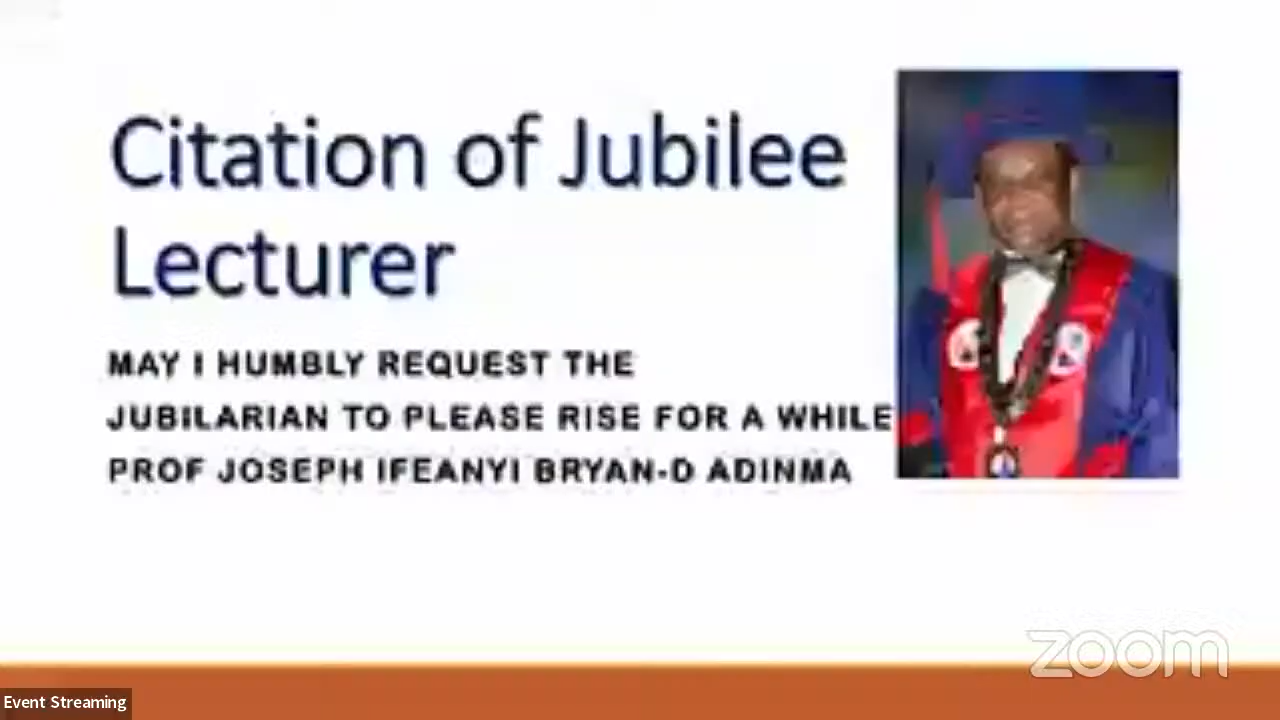 Citation of Jubilee
Lecturer
MAY I HUMBLY REQUEST THE
JUBILARIAN TO PLEASE RISE FOR A WHILE
PROF JOSEPH IFEANYI BRYAN-D ADINMA
zoom
Event Streaming